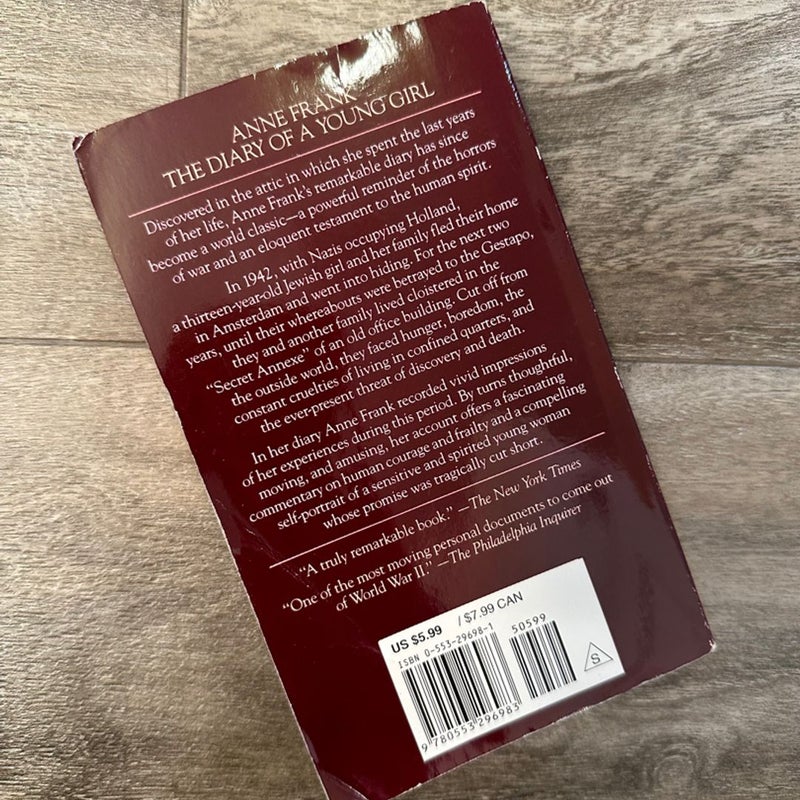 ANNE FRANK
THE DIARY OF A YOUNG GIRL
Discovered in the attic in which she spent the last years
of her life, Anne Frank's remarkable diary has since
become a world classic—a powerful reminder of the horrors
of war and an eloquent testament to the human spirit.
In 1942, with Nazis occupying Holland,
a thirteen-year-old Jewish girl and her family fled their home
in Amsterdam and went into hiding. For the next two
years, until their whereabouts were betrayed to the Gestapo,
they and another family lived cloistered in the
"Secret Annexe" of an old office building. Cut off from
the outside world, they faced hunger, boredom, the
constant cruelties of living in confined quarters, and
the ever-present threat of discovery and death.
In her diary Anne Frank recorded vivid impressions
of her experiences during this period. By turns thoughtful,
moving, and amusing, her account offers a fascinating
commentary on human courage and frailty and a compelling
self-portrait of a sensitive and spirited young woman
whose promise was tragically cut short.
"A truly remarkable book." —The New York Times
"One of the most moving personal documents to come out
of World War II." —The Philadelphia Inquirer
US $5.99 / $7.99 CAN
ISBN 0-553-29698-1 50599
9 780553 296983
S